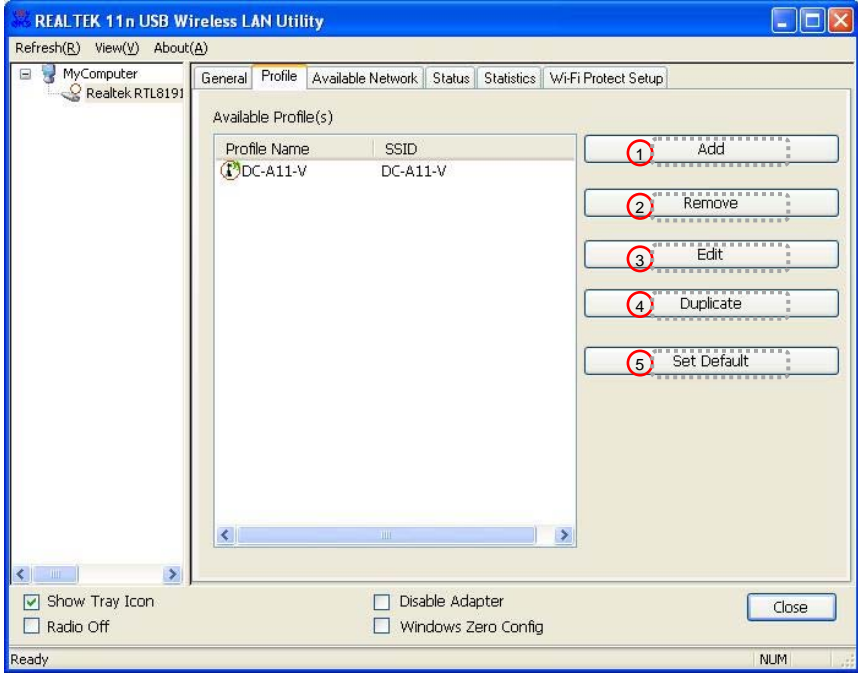 REALTEK 11n USB Wireless LAN Utility
Refresh(R) View(V) About(A)
MyComputer
Realtek RTL8191
General Profile Available Network Status Statistics Wi-Fi Protect Setup
Available Profile(s)
Profile Name SSID
DC-A11-V DC-A11-V
1 Add
2 Remove
3 Edit
4 Duplicate
5 Set Default
Show Tray Icon
Radio Off
Disable Adapter
Windows Zero Config
Close
Ready NUM